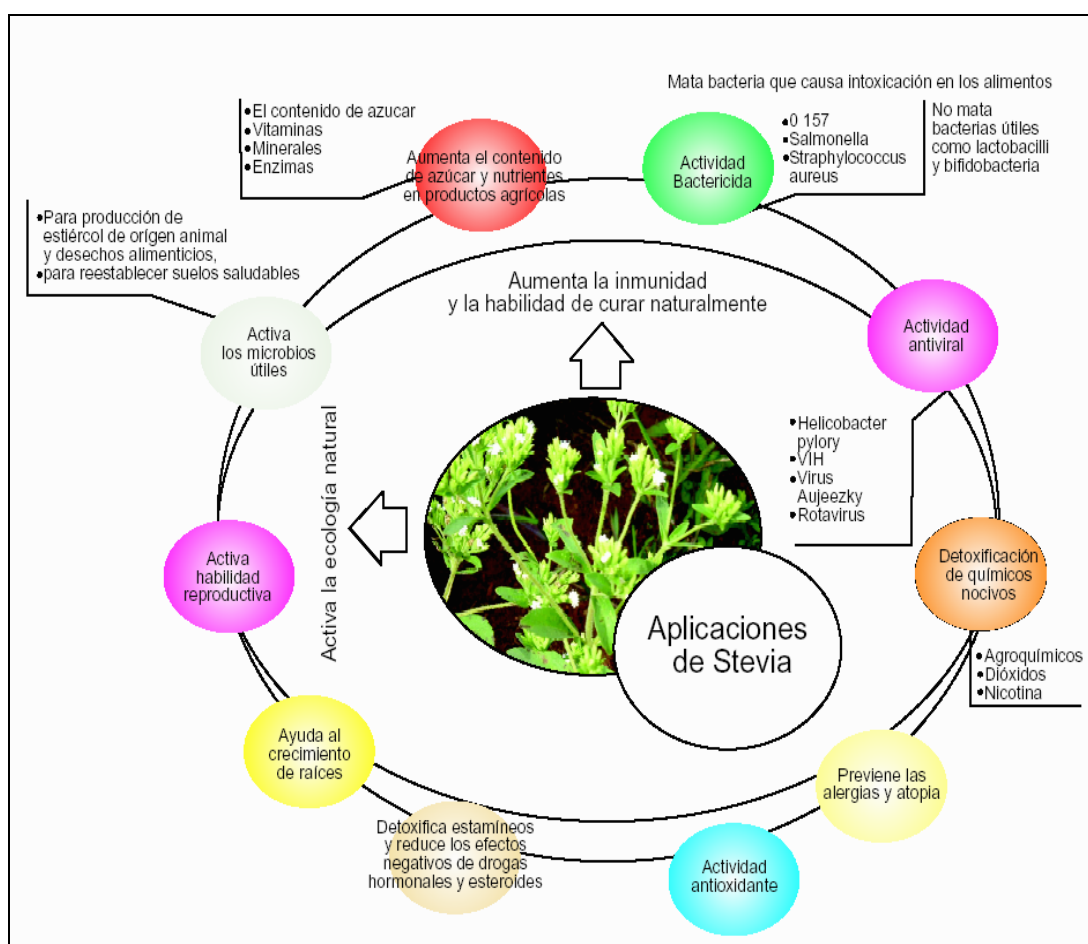 Mata bacteria que causa intoxicación en los alimentos
•El contenido de azucar
•Vitaminas
•Minerales
•Enzimas
Aumenta el contenido
de azúcar y nutrientes
en productos agrícolas
Actividad
Bactericida
•0 157
▪Salmonella
•Straphylococcus
aureus
No mata
bacterias útiles
como lactobacilli
y bifidobacteria
•Para producción de
estiércol de orígen animal
y desechos alimenticios,
•para reestablecer suelos saludables
Aumenta la inmunidad
y la habilidad de curar naturalmente
Activa
los microbios
útiles
Actividad
antiviral
•Helicobacter
pylory
•VIH
•Virus
Aujeezky
•Rotavirus
Activa la ecología natural
Activa
habilidad
reproductiva
Detoxificación
de químicos
nocivos
•Agroquímicos
•Dióxidos
•Nicotina
Aplicaciones
de Stevia
Ayuda al
crecimiento
de raíces
Previene las
alergias y atopia
Detoxifica estamíneos
y reduce los efectos
negativos de drogas
hormonales y esteroides
Actividad
antioxidante